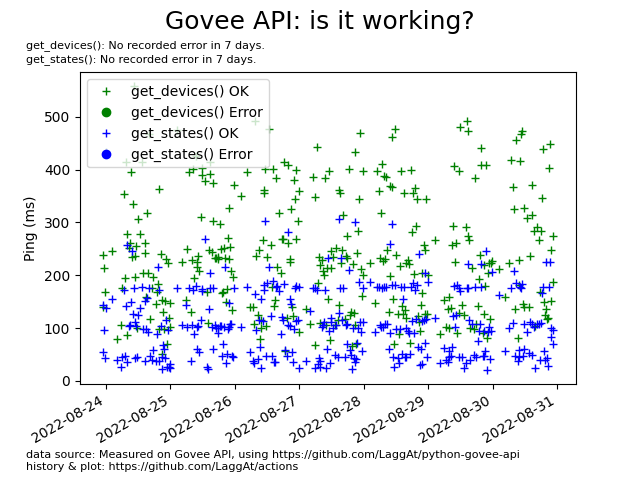 Govee API: is it working?
get_devices(): No recorded error in 7 days.
get_states(): No recorded error in 7 days.
get_devices() OK
get_devices() Error
get_states() OK
get_states() Error
Ping (ms)
500
400
300
200
100
0
2022-08-24
2022-08-25
2022-08-26
2022-08-27
2022-08-28
2022-08-29
2022-08-30
2022-08-31
data source: Measured on Govee API, using https://github.com/LaggAt/python-govee-api
history & plot: https://github.com/LaggAt/actions